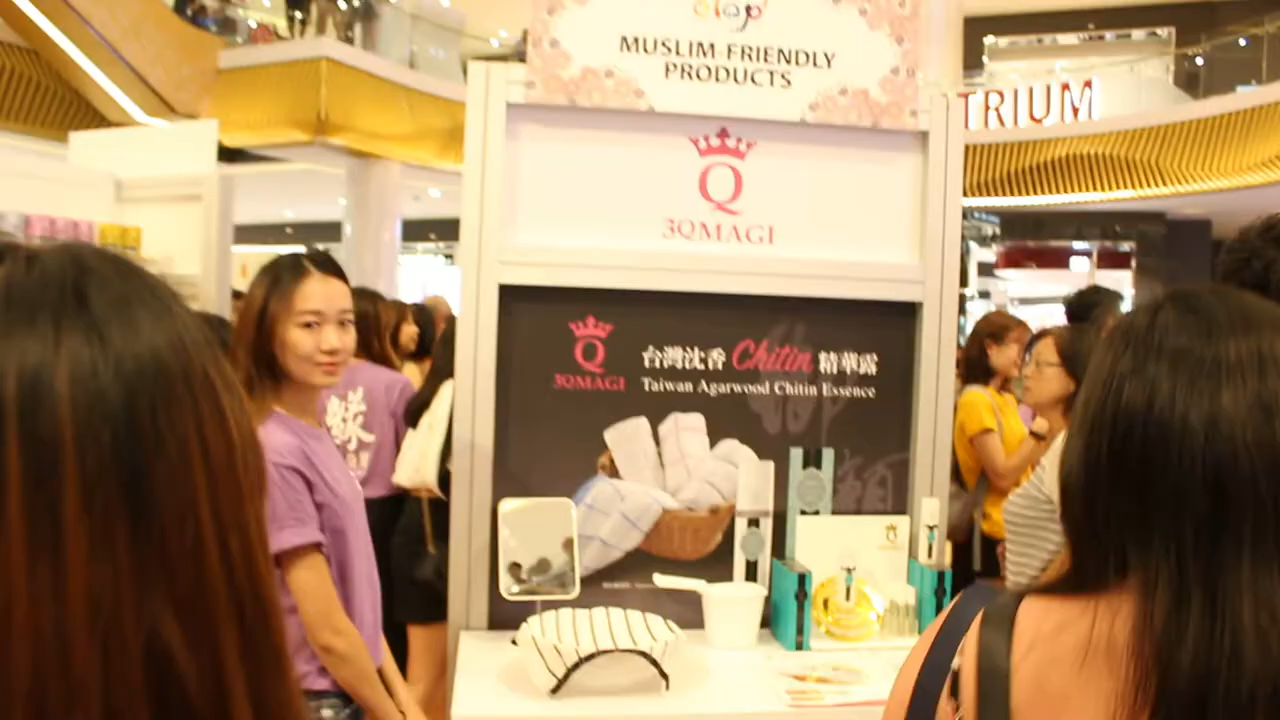 MUSLIM-FRIENDLY
PRODUCTS
TRIUM
Q
3QMAGI
Q
3QMAGI
台灣沈香 Chitin 精華露
Taiwan Agarwood Chitin Essence